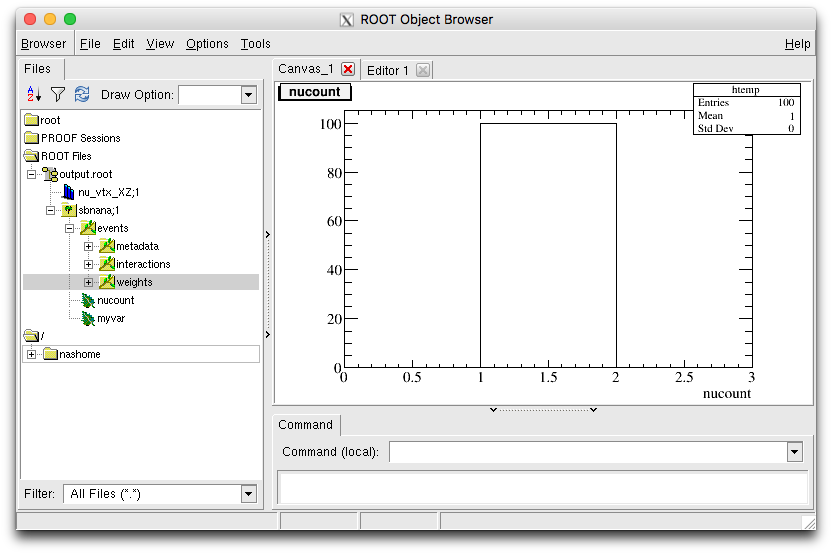 ROOT Object Browser
Browser File Edit View Options Tools Help
Files
Draw Option:
root
PROOF Sessions
ROOT Files
output.root
nu_vtx_XZ;1
sbnana;1
events
metadata
interactions
weights
nucount
myvar
/
nashome
Filter: All Files (*.*)
Canvas_1 Editor 1
nucount
htemp
Entries 100
Mean 1
Std Dev 0
100
80
60
40
20
0
0 0.5 1 1.5 2 2.5 3
nucount
Command
Command (local):